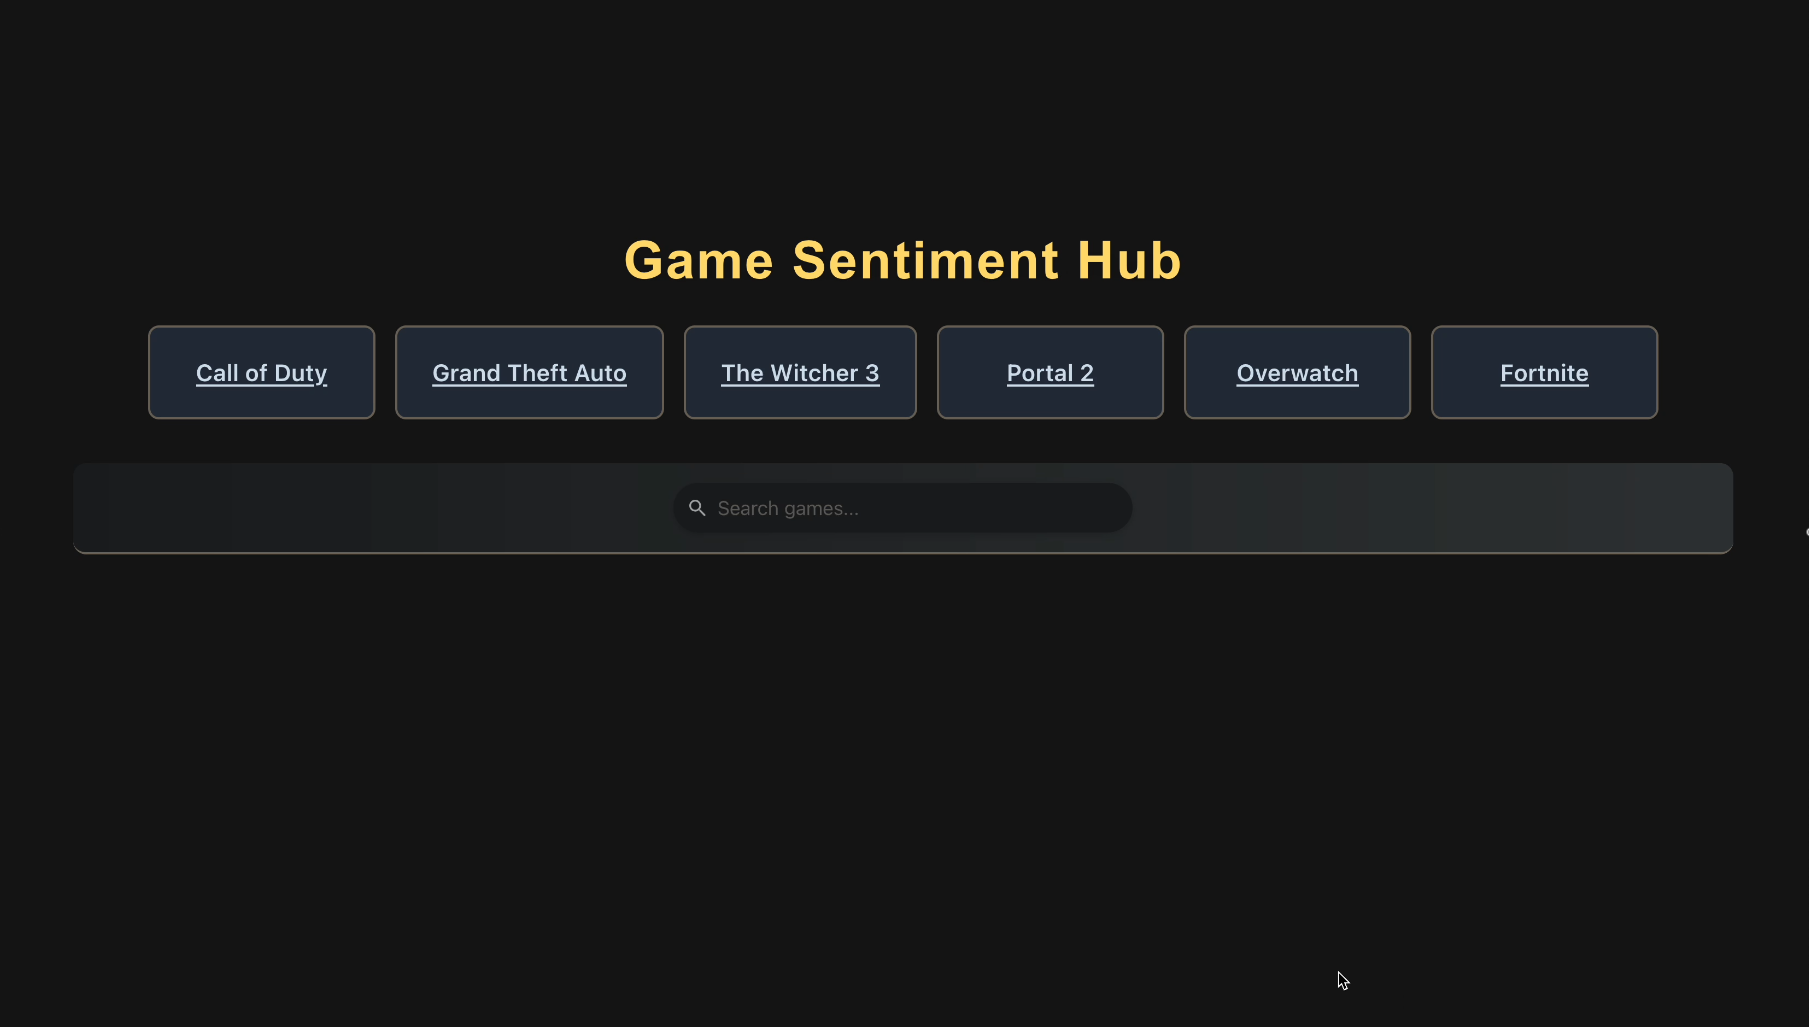 Game Sentiment Hub
Call of Duty
Grand Theft Auto
The Witcher 3
Portal 2
Overwatch
Fortnite
Search games...